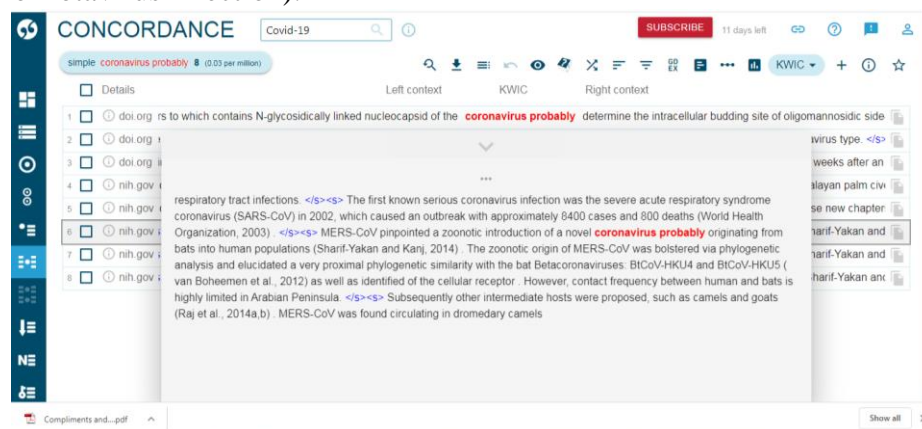 CONCORDANCE Covid-19 SUBSCRIBE 11 days left
simple coronavirus probably 8 (0.03 per million) KWIC
Details Left context KWIC Right context
1 doi.org rs to which contains N-glycosidically linked nucleocapsid of the coronavirus probably determine the intracellular budding site of oligomannosidic side
2 doi.org avirus type. </s>
3 doi.org weeks after an
4 nih.gov alayan palm cive
5 nih.gov se new chapter
6 nih.gov harif-Yakan and
7 nih.gov harif-Yakan and
8 nih.gov harif-Yakan and
...
respiratory tract infections. </s><s> The first known serious coronavirus infection was the severe acute respiratory syndrome
coronavirus (SARS-CoV) in 2002, which caused an outbreak with approximately 8400 cases and 800 deaths (World Health
Organization, 2003) . </s><s> MERS-CoV pinpointed a zoonotic introduction of a novel coronavirus probably originating from
bats into human populations (Sharif-Yakan and Kanj, 2014) . The zoonotic origin of MERS-CoV was bolstered via phylogenetic
analysis and elucidated a very proximal phylogenetic similarity with the bat Betacoronaviruses: BtCoV-HKU4 and BtCoV-HKU5 (
van Boheemen et al., 2012) as well as identified of the cellular receptor . However, contact frequency between human and bats is
highly limited in Arabian Peninsula. </s><s> Subsequently other intermediate hosts were proposed, such as camels and goats
(Raj et al., 2014a,b) . MERS-CoV was found circulating in dromedary camels
Compliments and....pdf Show all